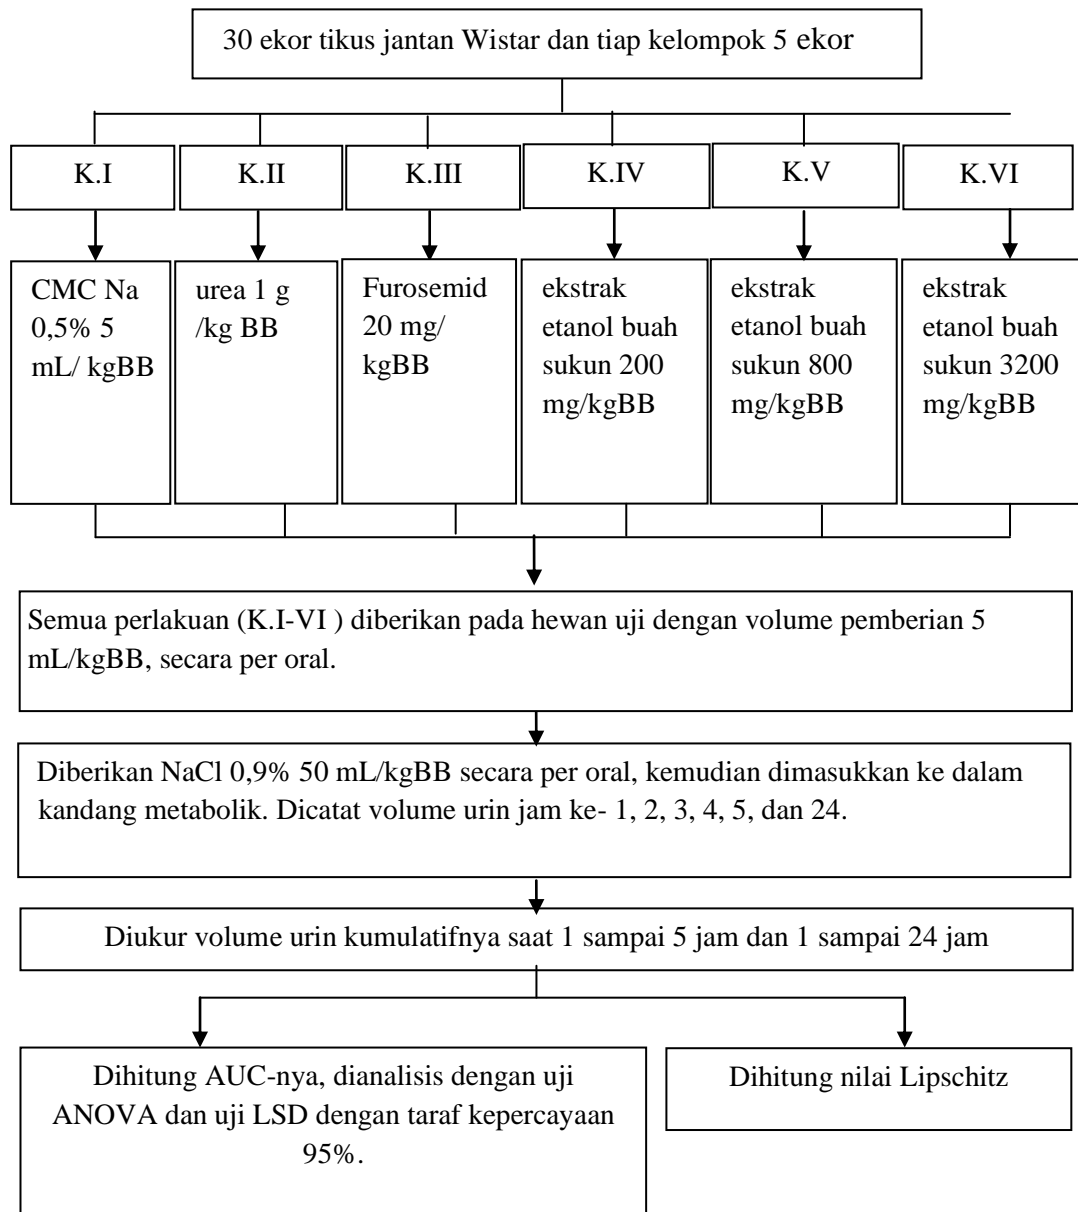 30 ekor tikus jantan Wistar dan tiap kelompok 5 ekor
K.I
K.II
K.III
K.IV
K.V
K.VI
CMC Na
0,5% 5
mL/ kgBB
urea 1 g
/kg BB
Furosemid
20 mg/
kgBB
ekstrak
etanol buah
sukun 200
mg/kgBB
ekstrak
etanol buah
sukun 800
mg/kgBB
ekstrak
etanol buah
sukun 3200
mg/kgBB
Semua perlakuan (K.I-VI ) diberikan pada hewan uji dengan volume pemberian 5
mL/kgBB, secara per oral.
Diberikan NaCl 0,9% 50 mL/kgBB secara per oral, kemudian dimasukkan ke dalam
kandang metabolik. Dicatat volume urin jam ke- 1, 2, 3, 4, 5, dan 24.
Diukur volume urin kumulatifnya saat 1 sampai 5 jam dan 1 sampai 24 jam
Dihitung AUC-nya, dianalisis dengan uji
ANOVA dan uji LSD dengan taraf kepercayaan
95%.
Dihitung nilai Lipschitz